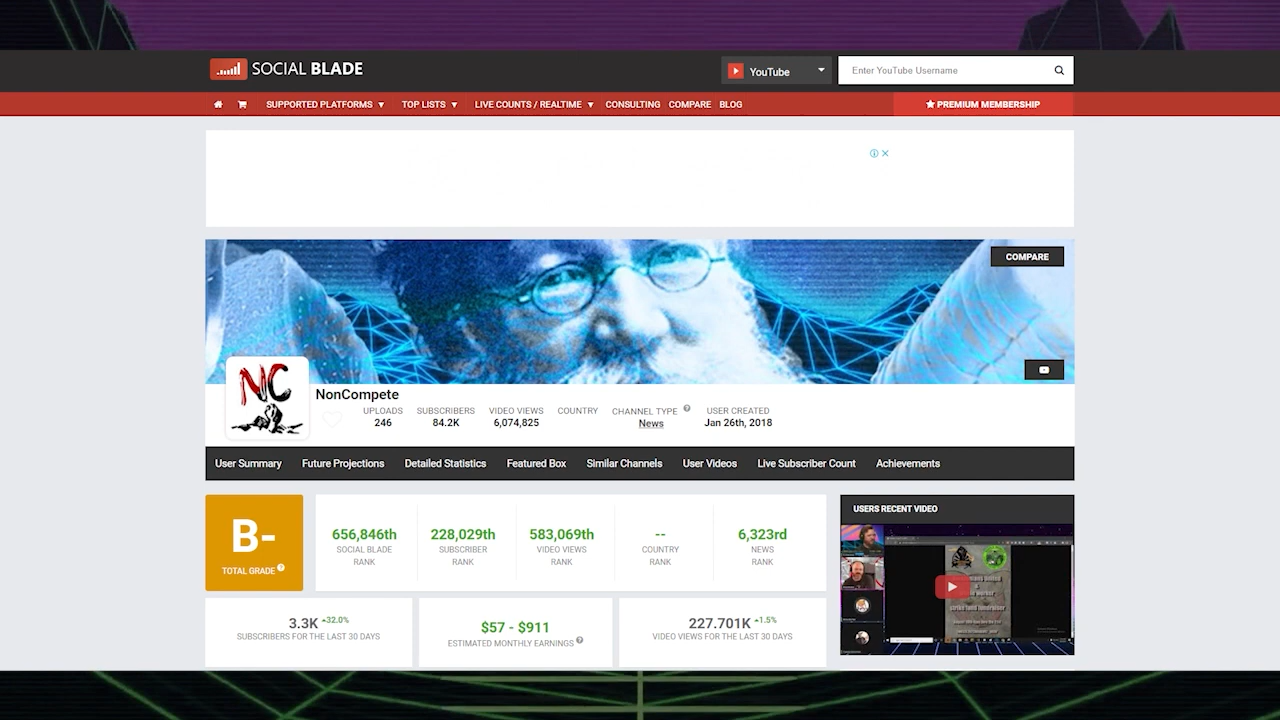 SOCIAL BLADE
YouTube
Enter YouTube Username
SUPPORTED PLATFORMS ▼ TOP LISTS ▼ LIVE COUNTS / REALTIME ▼ CONSULTING COMPARE BLOG
★ PREMIUM MEMBERSHIP
COMPARE
NC
NonCompete
UPLOADS SUBSCRIBERS VIDEO VIEWS COUNTRY CHANNEL TYPE USER CREATED
246 84.2K 6,074,825 News Jan 26th, 2018
User Summary Future Projections Detailed Statistics Featured Box Similar Channels User Videos Live Subscriber Count Achievements
B-
TOTAL GRADE
656,846th 228,029th 583,069th -- 6,323rd
SOCIAL BLADE SUBSCRIBER VIDEO VIEWS COUNTRY NEWS
RANK RANK RANK RANK RANK
USERS RECENT VIDEO
strike fund fundraiser
3.3K 32.0%
SUBSCRIBERS FOR THE LAST 30 DAYS
$57 - $911
ESTIMATED MONTHLY EARNINGS
227.701K 1.5%
VIDEO VIEWS FOR THE LAST 30 DAYS